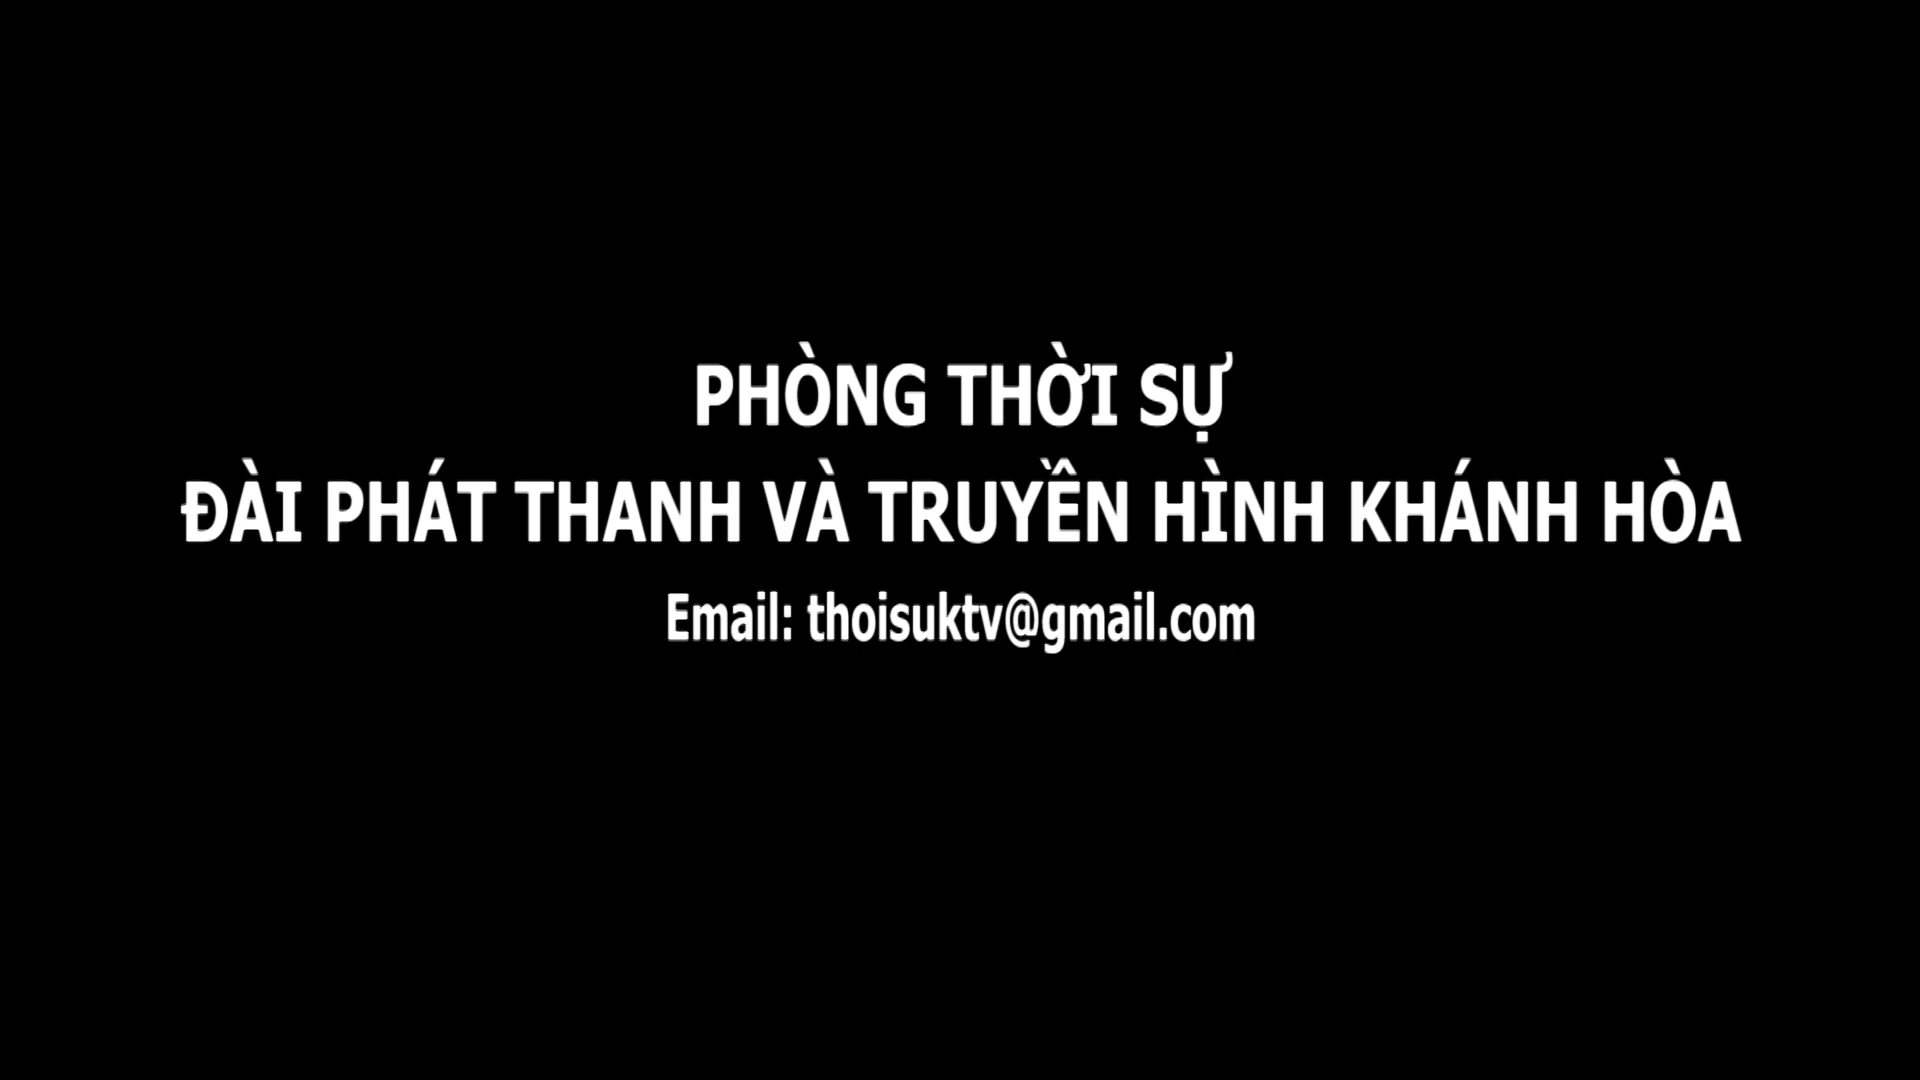 PHÒNG THỜI SỰ
ĐÀI PHÁT THANH VÀ TRUYỀN HÌNH KHÁNH HÒA
Email: thoisuktv@gmail.com